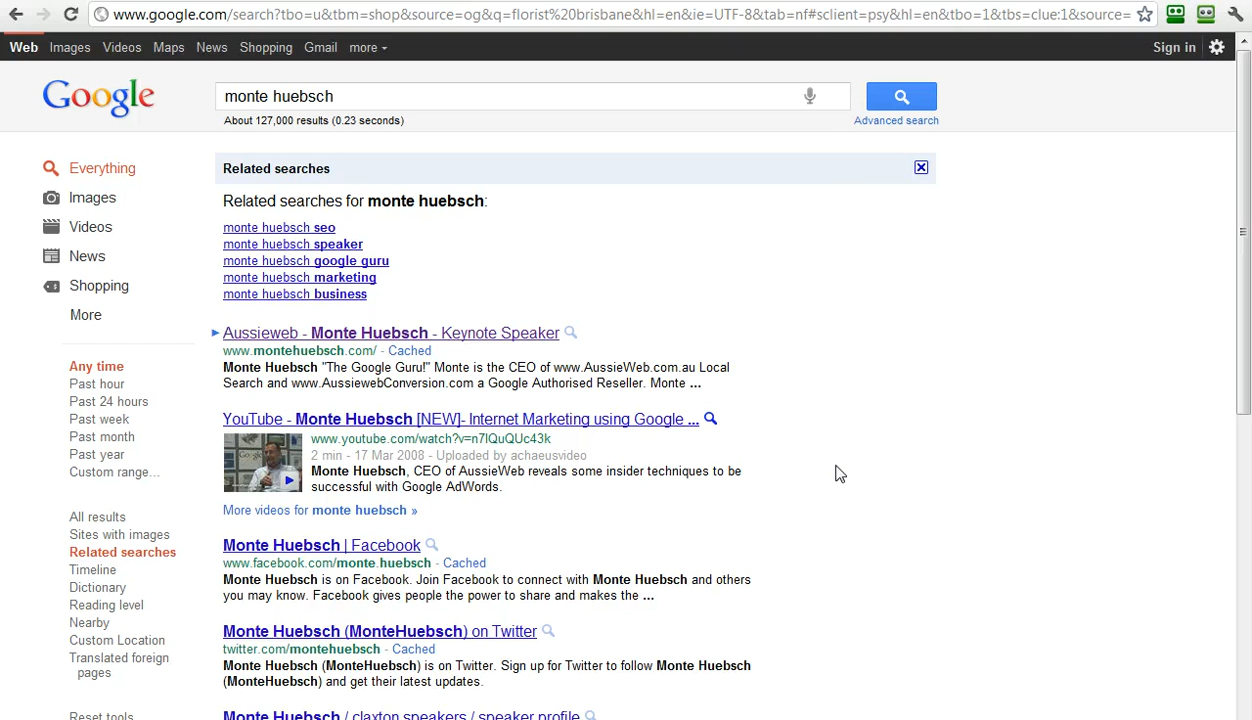 www.google.com/search?tbo=u&tbm=shop&source=og&q=florist%20brisbane&hl=en&ie=UTF-8&tab=nf#sclient=psy&hl=en&tbo=1&tbs=clue:1&source=
Web Images Videos Maps News Shopping Gmail more
Sign in
Google
monte huebsch
About 127,000 results (0.23 seconds)
Advanced search
Everything
Images
Videos
News
Shopping
More
Any time
Past hour
Past 24 hours
Past week
Past month
Past year
Custom range...
All results
Sites with images
Related searches
Timeline
Dictionary
Reading level
Nearby
Custom Location
Translated foreign
pages
Reset tools
Related searches
Related searches for monte huebsch:
monte huebsch seo
monte huebsch speaker
monte huebsch google guru
monte huebsch marketing
monte huebsch business
Aussieweb - Monte Huebsch - Keynote Speaker
www.montehuebsch.com/ - Cached
Monte Huebsch "The Google Guru!" Monte is the CEO of www.AussieWeb.com.au Local
Search and www.AussiewebConversion.com a Google Authorised Reseller. Monte ...
YouTube - Monte Huebsch [NEW]- Internet Marketing using Google ...
www.youtube.com/watch?v=n7lQuQUc43k
2 min - 17 Mar 2008 - Uploaded by achaeusvideo
Monte Huebsch, CEO of AussieWeb reveals some insider techniques to be
successful with Google AdWords.
More videos for monte huebsch »
Monte Huebsch | Facebook
www.facebook.com/monte.huebsch - Cached
Monte Huebsch is on Facebook. Join Facebook to connect with Monte Huebsch and others
you may know. Facebook gives people the power to share and makes the ...
Monte Huebsch (MonteHuebsch) on Twitter
twitter.com/montehuebsch - Cached
Monte Huebsch (MonteHuebsch) is on Twitter. Sign up for Twitter to follow Monte Huebsch
(MonteHuebsch) and get their latest updates.
Monte Huebsch / claxton speakers / speaker profile